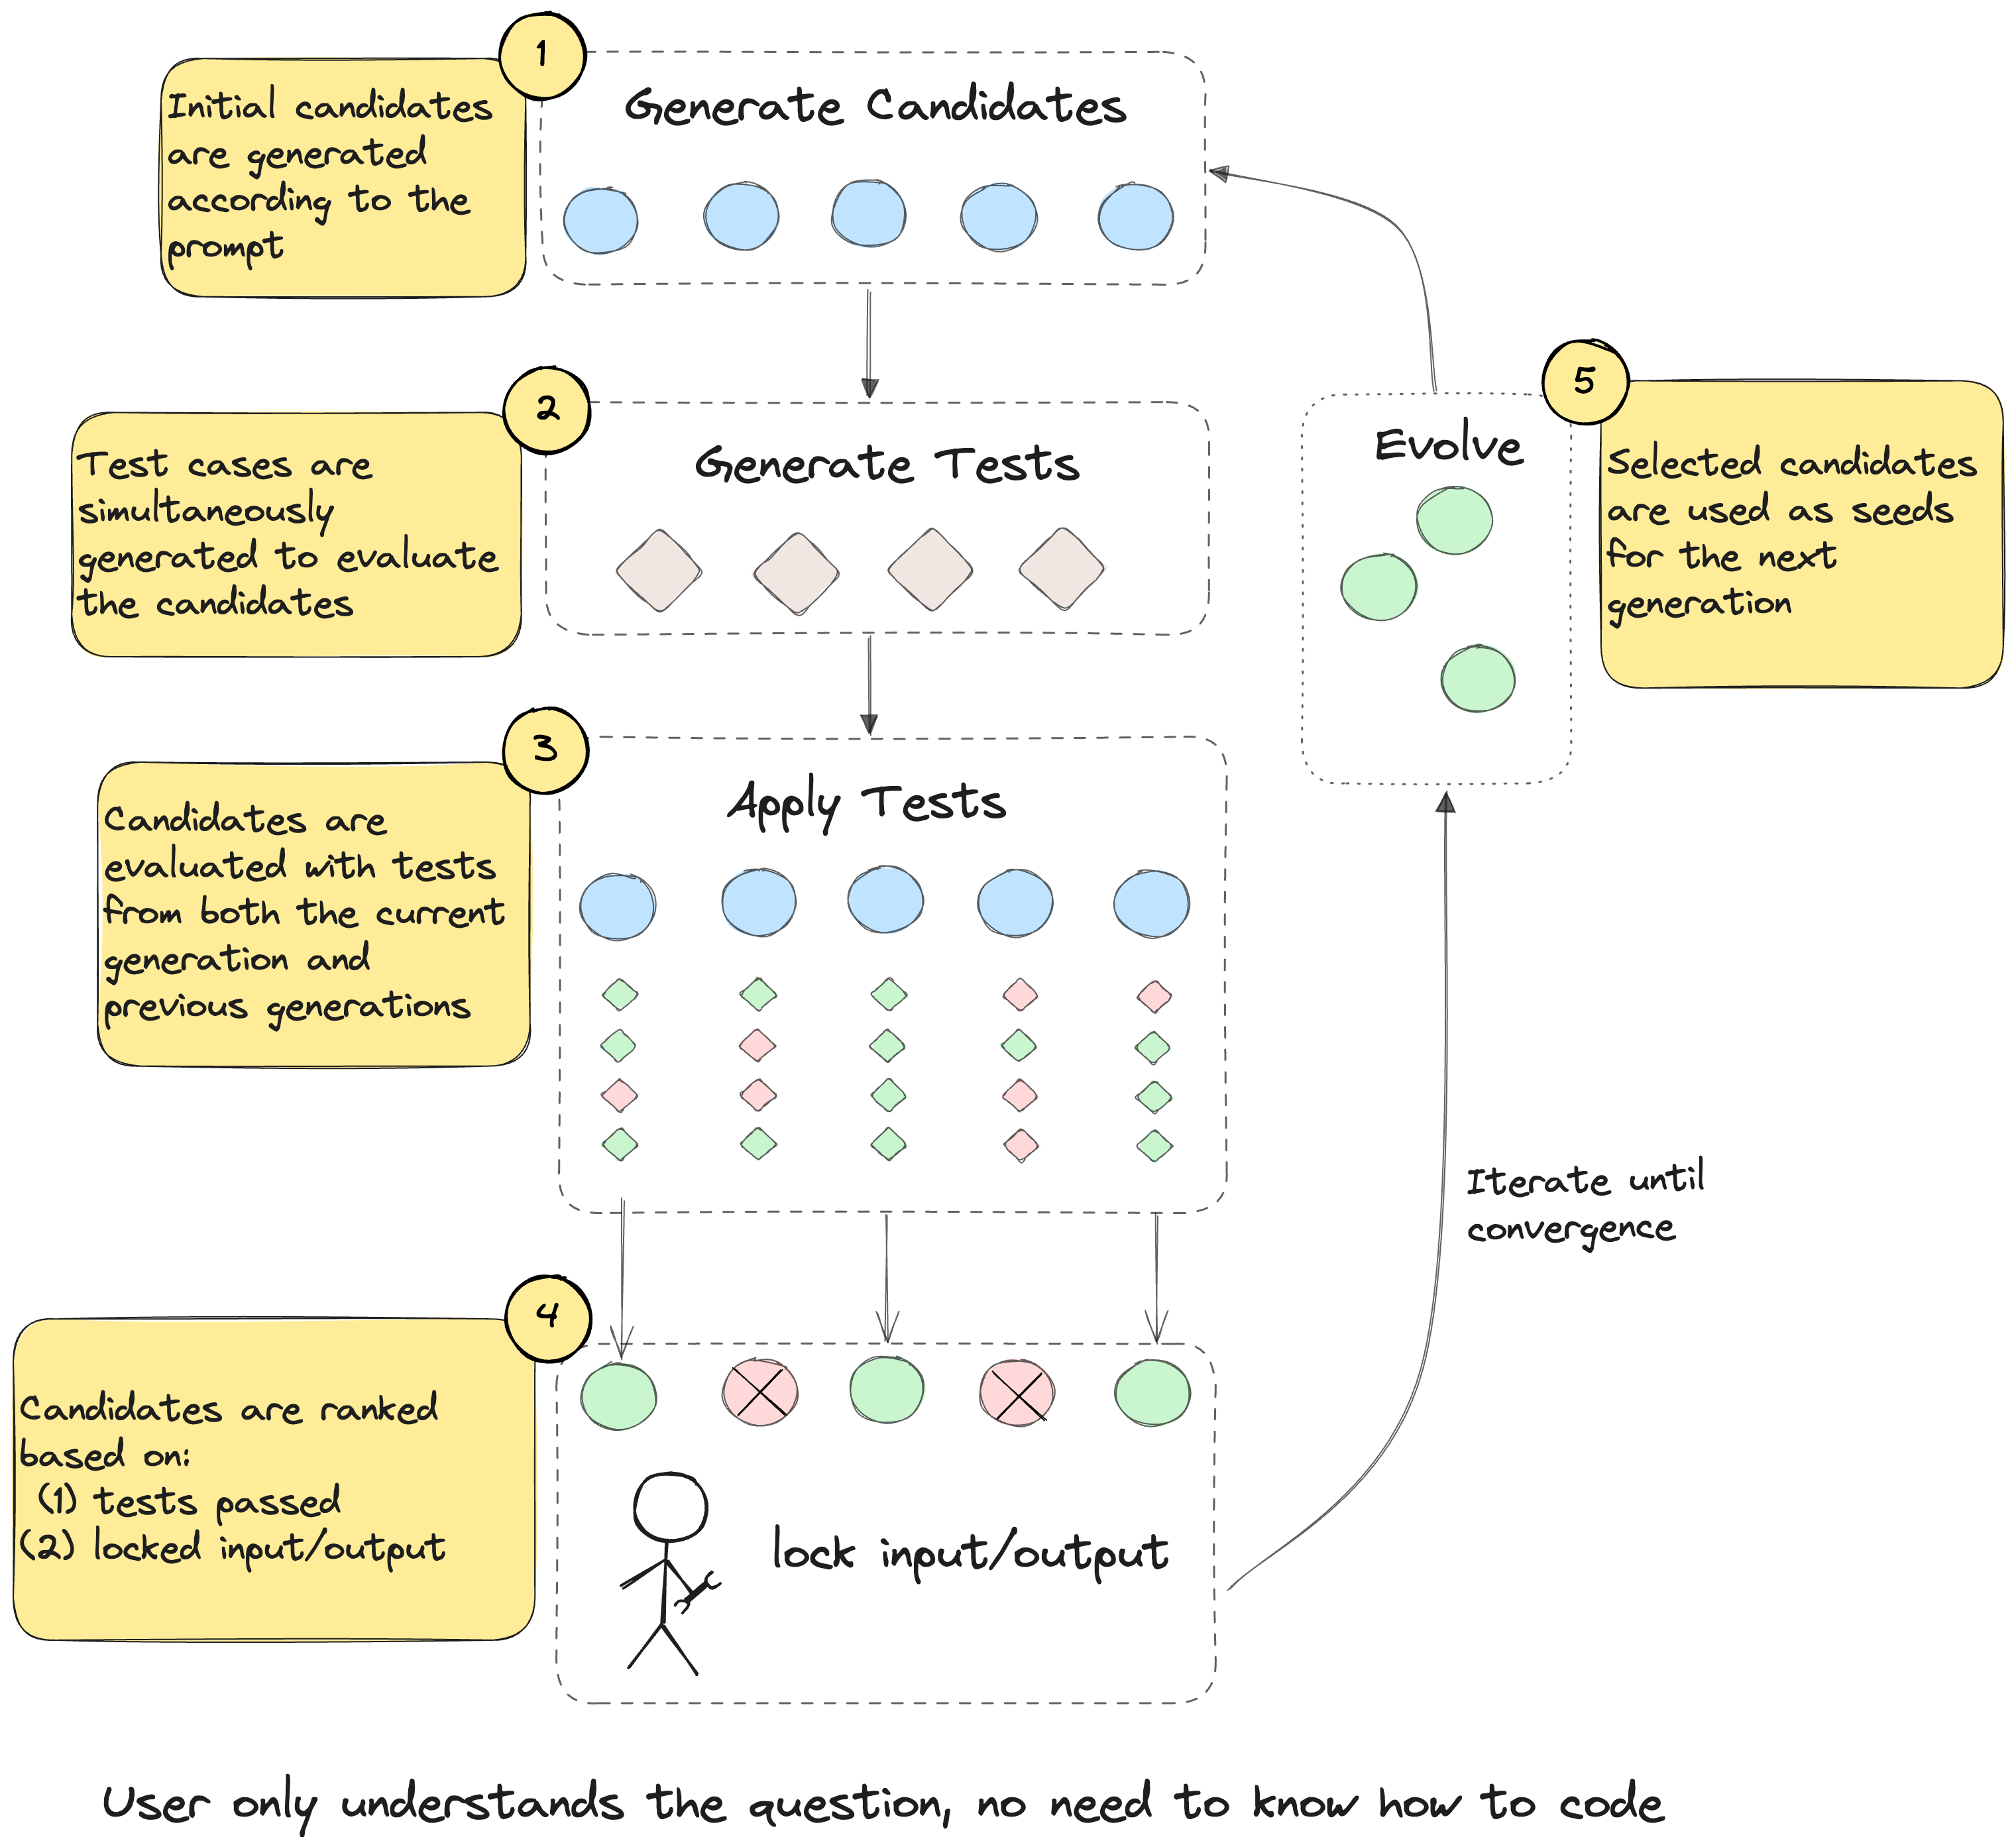 1
Generate Candidates
Initial candidates
are generated
according to the
prompt
2
Generate Tests
Test cases are
simultaneously
generated to evaluate
the candidates
5
Evolve
Selected candidates
are used as seeds
for the next
generation
3
Apply Tests
Candidates are
evaluated with tests
from both the current
generation and
previous generations
Iterate until
convergence
4
Candidates are ranked
based on:
(1) tests passed
(2) locked input/output
lock input/output
User only understands the question, no need to know how to code